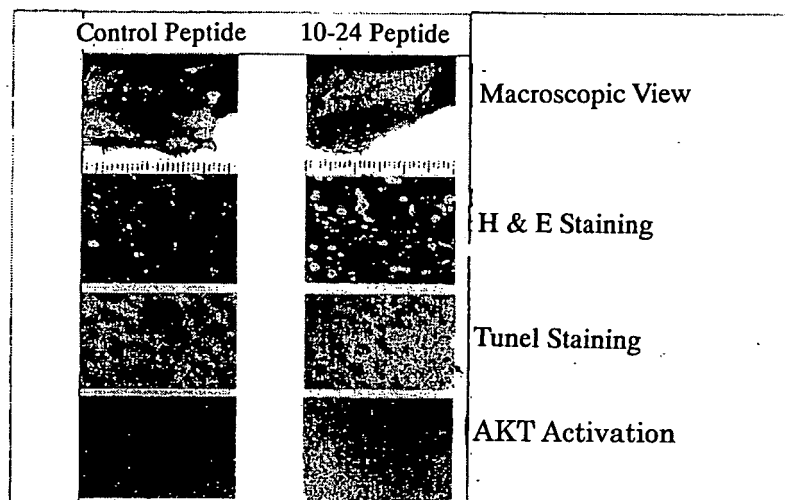 Control Peptide 10-24 Peptide
Macroscopic View
H & E Staining
Tunel Staining
AKT Activation